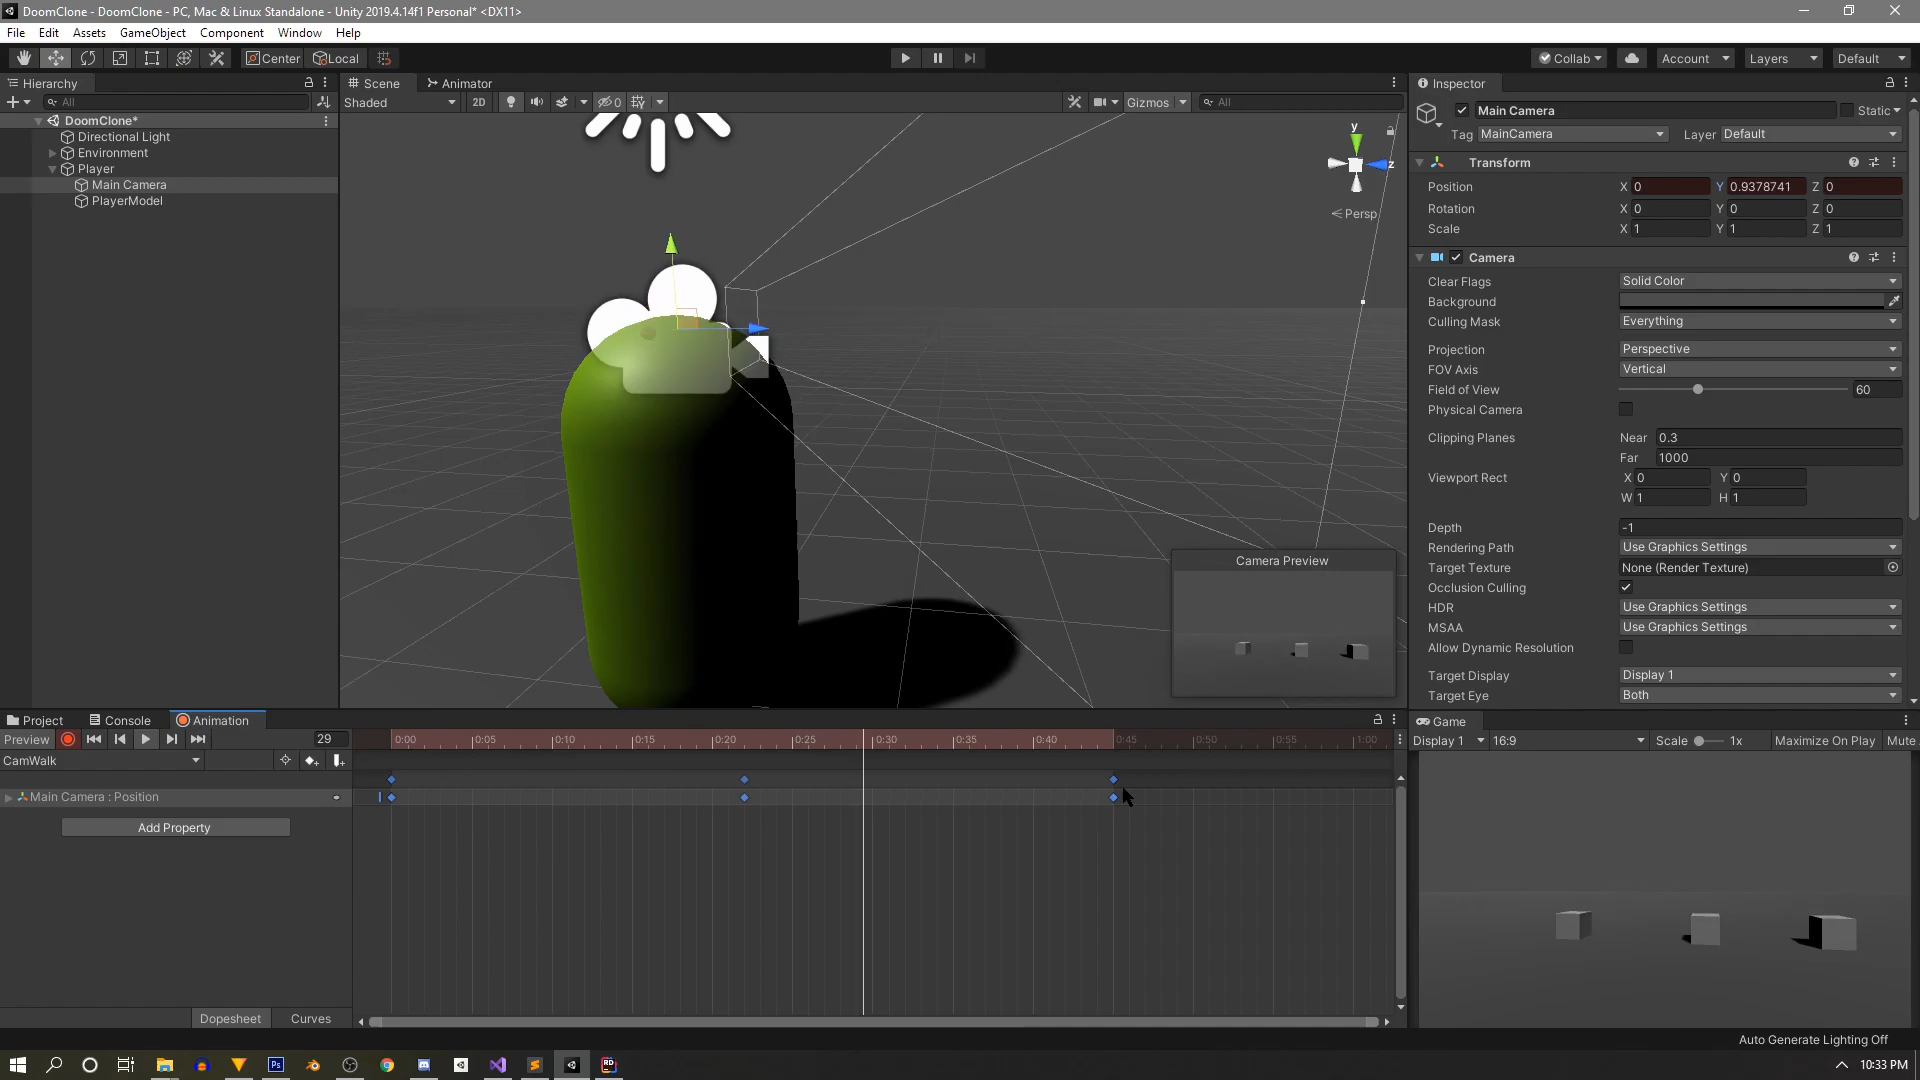 DoomClone - DoomClone - PC, Mac & Linux Standalone - Unity 2019.4.14f1 Personal* <DX11>
File Edit Assets GameObject Component Window Help
Center Local
Collab Account Layers Default
Hierarchy
All
DoomClone*
Directional Light
Environment
Player
Main Camera
PlayerModel
Scene Animator
Shaded 2D 0 Gizmos All
y
z
Persp
Camera Preview
Inspector
Main Camera Static
Tag MainCamera Layer Default
Transform
Position X 0 Y 0.9378741 Z 0
Rotation X 0 Y 0 Z 0
Scale X 1 Y 1 Z 1
Camera
Clear Flags Solid Color
Background
Culling Mask Everything
Projection Perspective
FOV Axis Vertical
Field of View 60
Physical Camera
Clipping Planes Near 0.3
Far 1000
Viewport Rect X 0 Y 0
W 1 H 1
Depth -1
Rendering Path Use Graphics Settings
Target Texture None (Render Texture)
Occlusion Culling
HDR Use Graphics Settings
MSAA Use Graphics Settings
Allow Dynamic Resolution
Target Display Display 1
Target Eye Both
Project Console Animation
Preview 29 0:00 0:05 0:10 0:15 0:20 0:25 0:30 0:35 0:40 0:45 0:50 0:55 1:00
CamWalk
Main Camera : Position
Add Property
Dopesheet Curves
Game
Display 1 16:9 Scale 1x Maximize On Play Mute
Auto Generate Lighting Off
Ps RD 10:33 PM